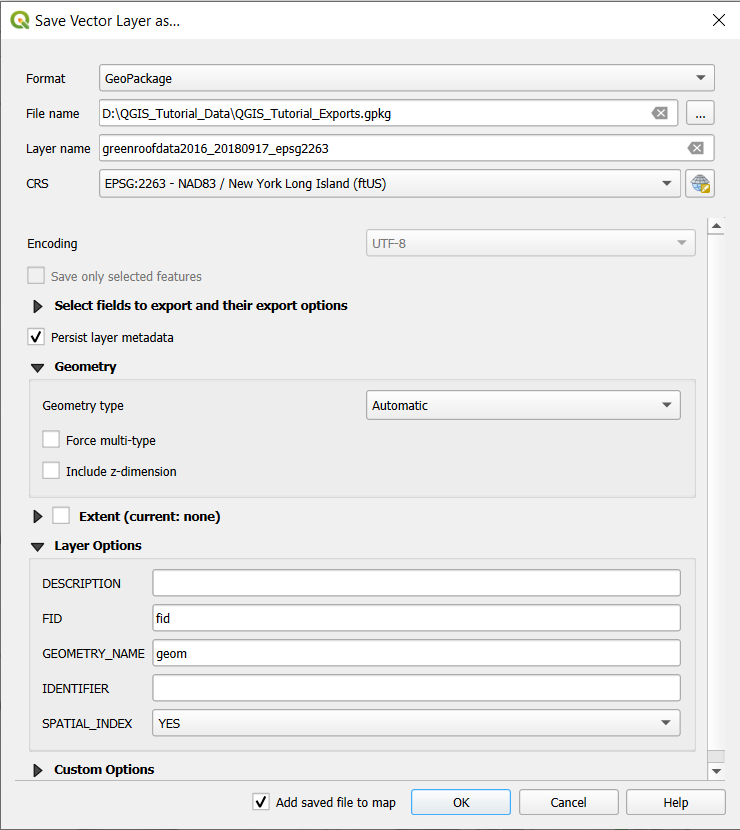 Save Vector Layer as...
Format GeoPackage
File name D:\QGIS_Tutorial_Data\QGIS_Tutorial_Exports.gpkg ...
Layer name greenroofdata2016_20180917_epsg2263
CRS EPSG:2263 - NAD83 / New York Long Island (ftUS)
Encoding UTF-8
Save only selected features
Select fields to export and their export options
Persist layer metadata
Geometry
Geometry type Automatic
Force multi-type
Include z-dimension
Extent (current: none)
Layer Options
DESCRIPTION
FID fid
GEOMETRY_NAME geom
IDENTIFIER
SPATIAL_INDEX YES
Custom Options
Add saved file to map OK Cancel Help